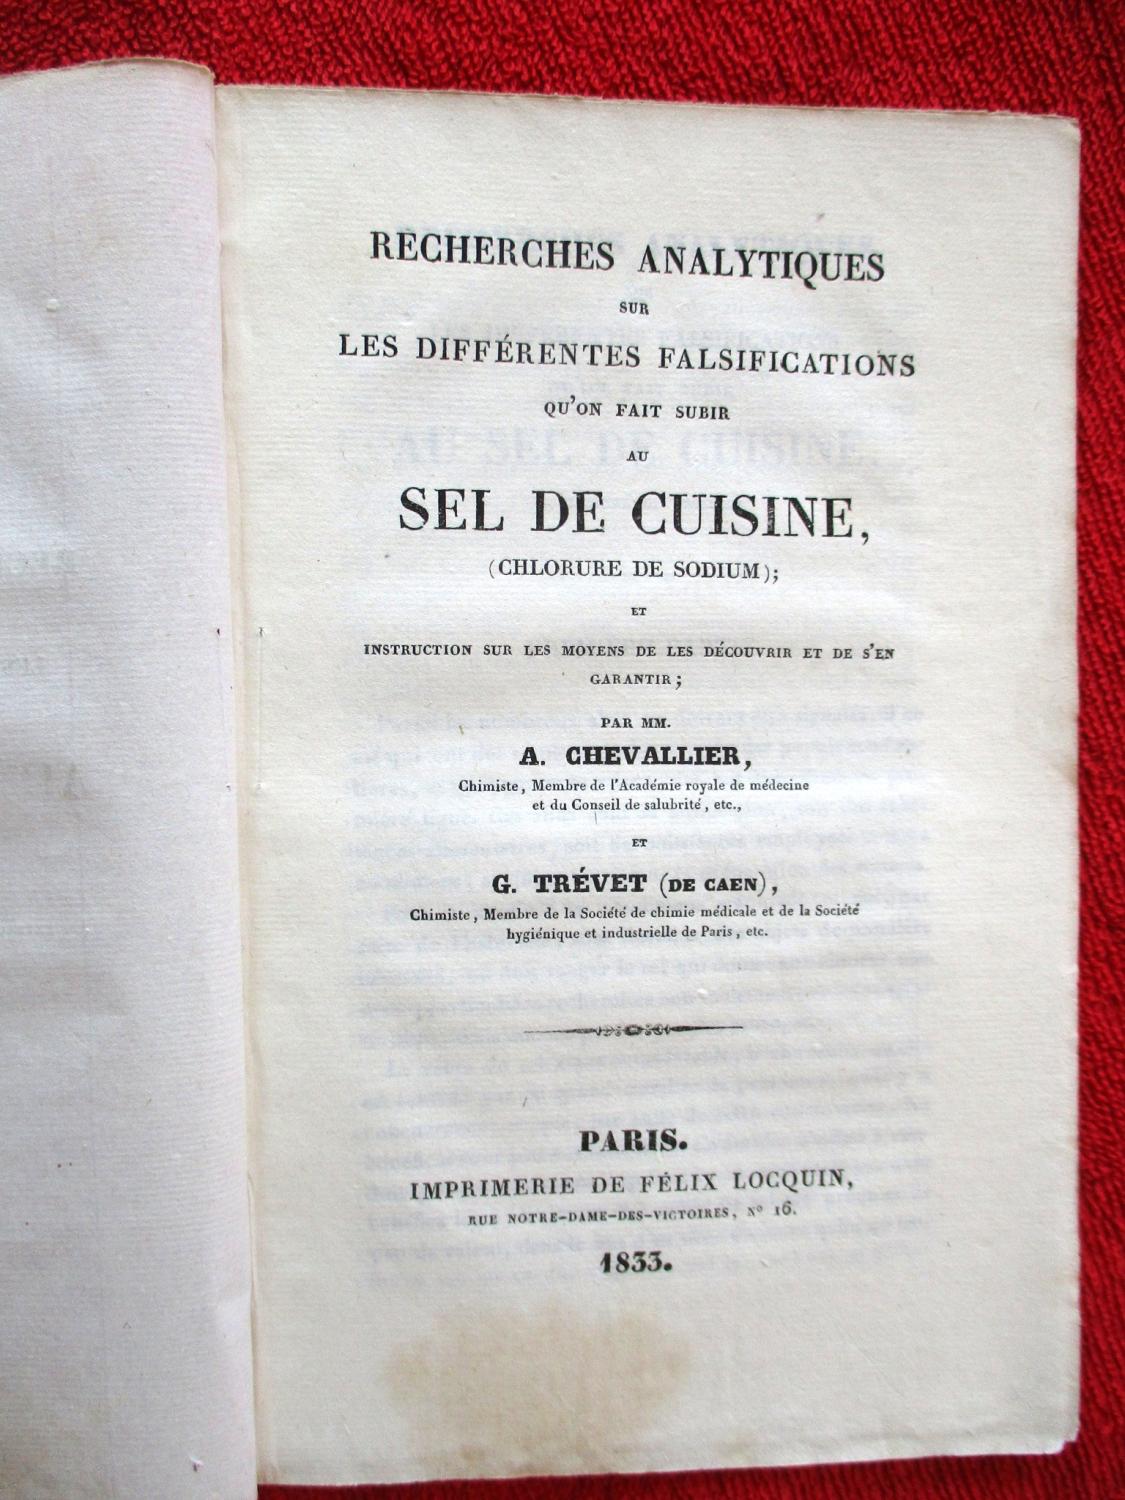 RECHERCHES ANALYTIQUES
SUR
LES DIFFÉRENTES FALSIFICATIONS
QU'ON FAIT SUBIR
AU
SEL DE CUISINE,
(CHLORURE DE SODIUM);
ET
INSTRUCTION SUR LES MOYENS DE LES DÉCOUVRIR ET DE S'EN
GARANTIR;
PAR MM.
A. CHEVALLIER,
Chimiste, Membre de l'Académie royale de médecine
et du Conseil de salubrité, etc.,
ET
G. TRÉVET (DE CAEN),
Chimiste, Membre de la Société de chimie médicale et de la Société
hygiénique et industrielle de Paris, etc.
PARIS.
IMPRIMERIE DE FÉLIX LOCQUIN,
RUE NOTRE-DAME-DES-VICTOIRES, Nº 16.
1833.